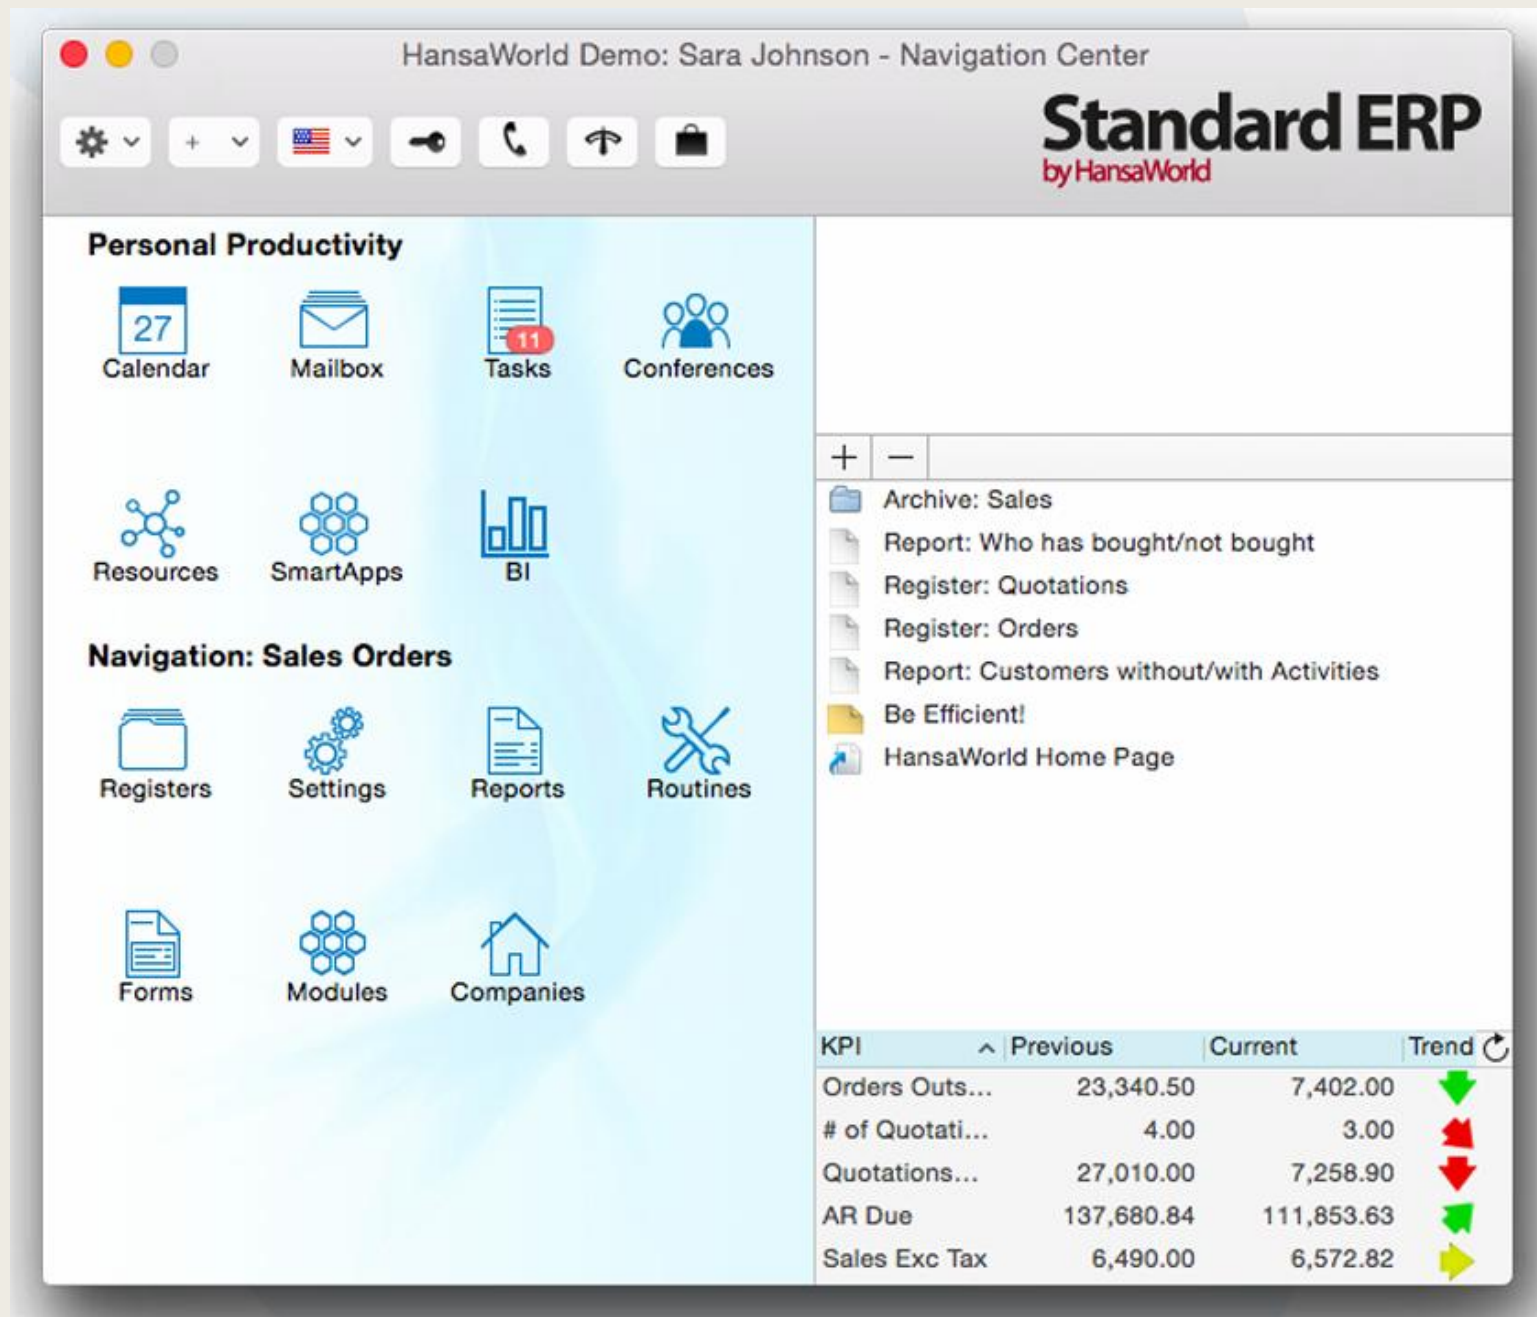 HansaWorld Demo: Sara Johnson - Navigation Center
Standard ERP
by HansaWorld
Personal Productivity
27
11
Calendar Mailbox Tasks Conferences
Resources SmartApps BI
Navigation: Sales Orders
Registers Settings Reports Routines
Forms Modules Companies
+ −
Archive: Sales
Report: Who has bought/not bought
Register: Quotations
Register: Orders
Report: Customers without/with Activities
Be Efficient!
HansaWorld Home Page
KPI Previous Current Trend
Orders Outs... 23,340.50 7,402.00
# of Quotati... 4.00 3.00
Quotations... 27,010.00 7,258.90
AR Due 137,680.84 111,853.63
Sales Exc Tax 6,490.00 6,572.82